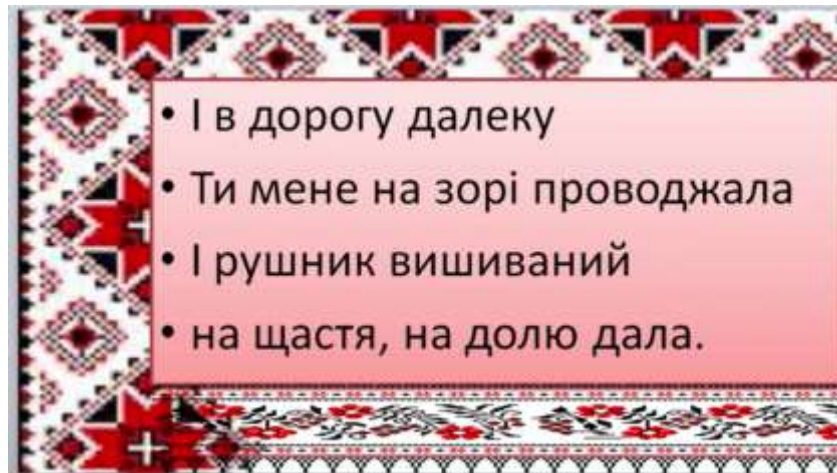 • І в дорогу далеку
• Ти мене на зорі проводжала
• І рушник вишиваний
• на щастя, на долю дала.